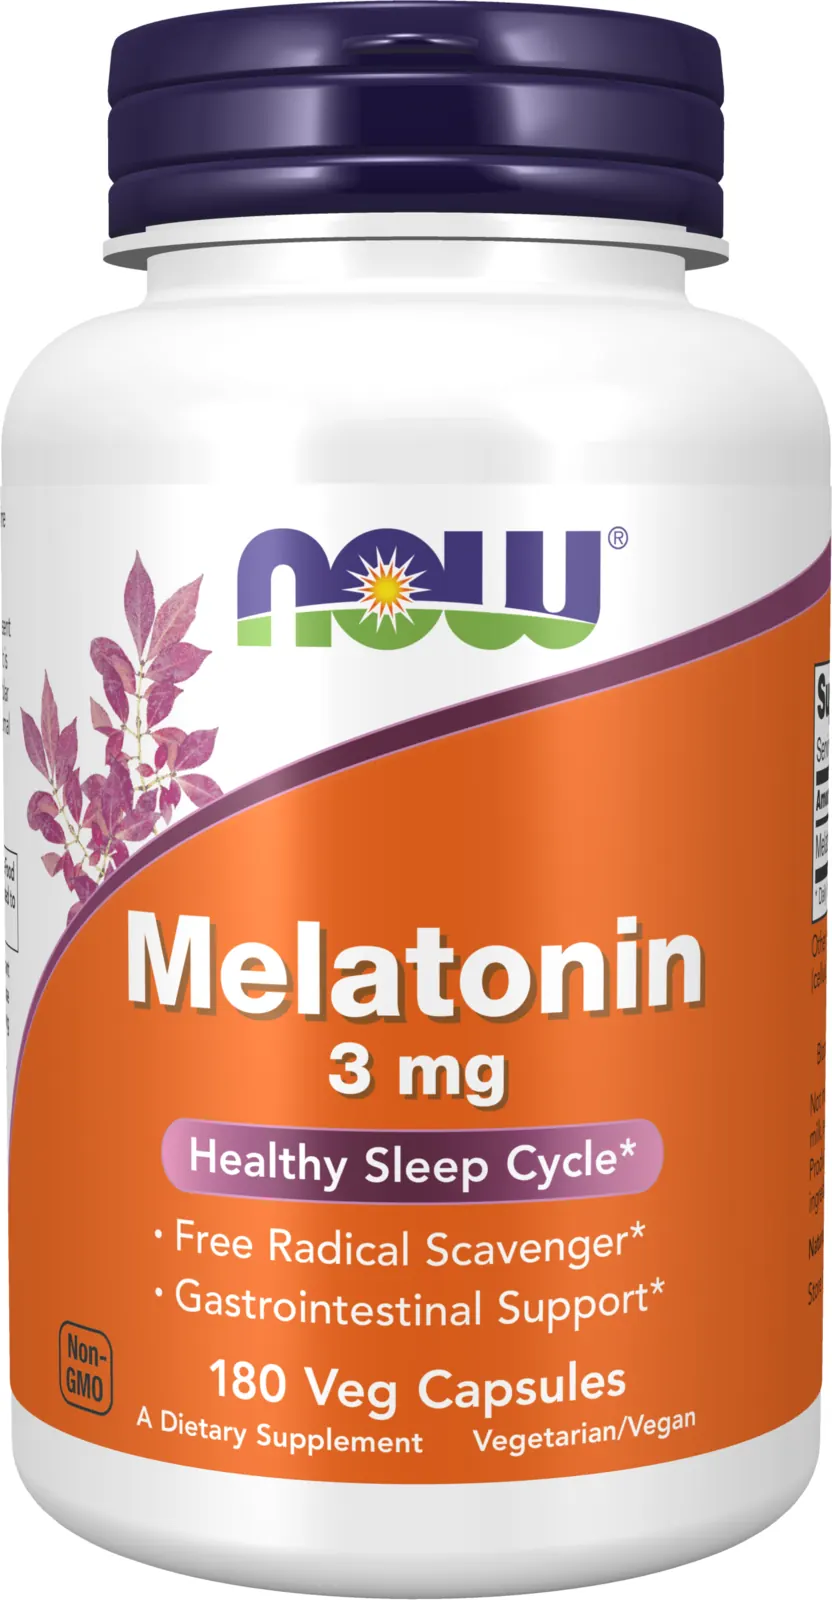 now®
Melatonin
3 mg
Healthy Sleep Cycle*
• Free Radical Scavenger*
• Gastrointestinal Support*
Non-
GMO
180 Veg Capsules
A Dietary Supplement
Vegetarian/Vegan